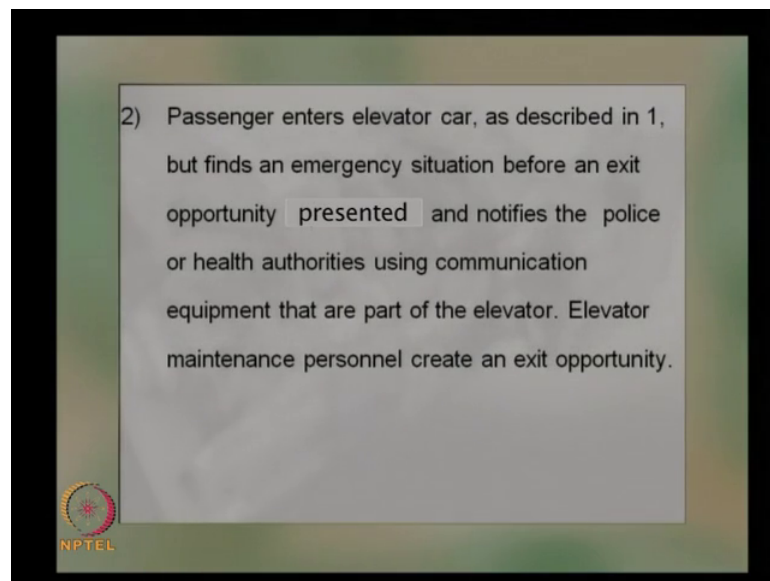 2) Passenger enters elevator car, as described in 1,
but finds an emergency situation before an exit
opportunity presented and notifies the police
or health authorities using communication
equipment that are part of the elevator. Elevator
maintenance personnel create an exit opportunity.
NPTEL